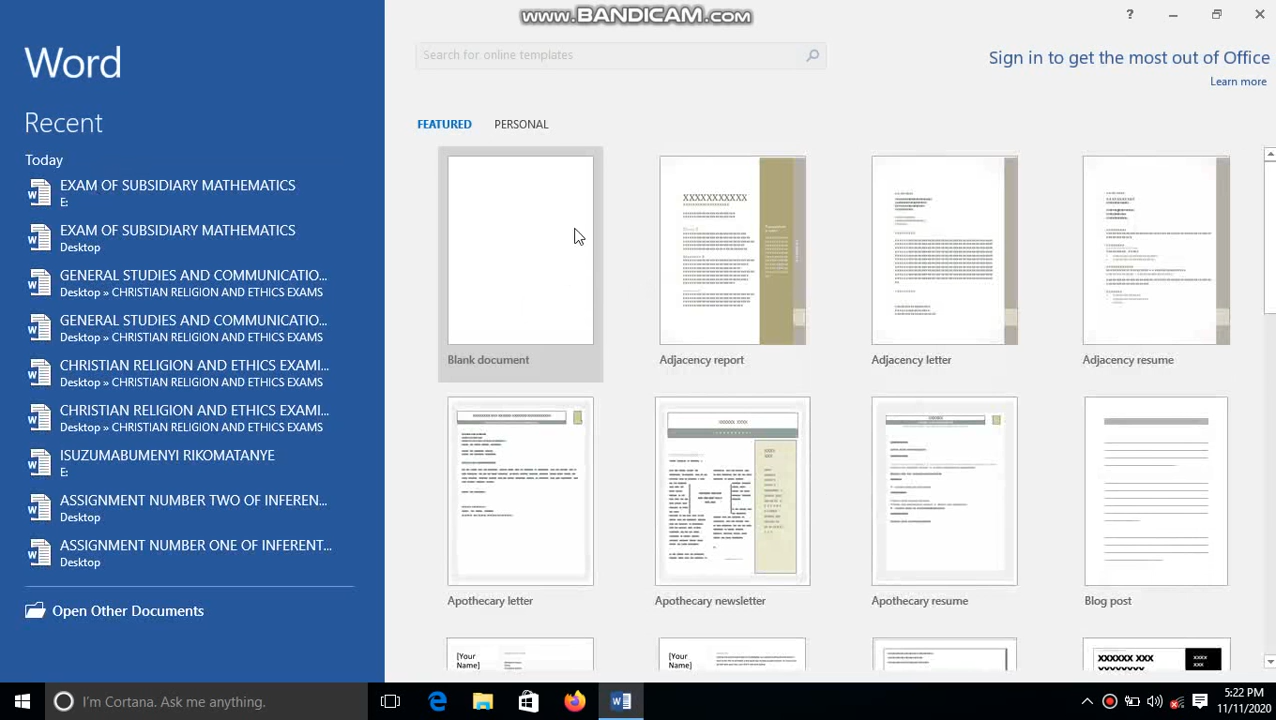 www.BANDICAM.com
Word
Search for online templates
Sign in to get the most out of Office
Learn more
Recent
FEATURED
PERSONAL
Today
EXAM OF SUBSIDIARY MATHEMATICS
E:
EXAM OF SUBSIDIARY MATHEMATICS
Desktop
GENERAL STUDIES AND COMMUNICATIO...
Desktop » CHRISTIAN RELIGION AND ETHICS EXAMS
GENERAL STUDIES AND COMMUNICATIO...
Desktop » CHRISTIAN RELIGION AND ETHICS EXAMS
CHRISTIAN RELIGION AND ETHICS EXAMI...
Desktop » CHRISTIAN RELIGION AND ETHICS EXAMS
CHRISTIAN RELIGION AND ETHICS EXAMI...
Desktop » CHRISTIAN RELIGION AND ETHICS EXAMS
ISUZUMABUMENYI RIKOMATANYE
E:
ASSIGNMENT NUMBER TWO OF INFEREN...
Desktop
ASSIGNMENT NUMBER ONE OF INFERENT...
Desktop
Open Other Documents
XXXXXXXXXXX
Blank document
Adjacency report
Adjacency letter
Adjacency resume
Apothecary letter
Apothecary newsletter
Apothecary resume
Blog post
[Your Name]
[Your Name]
I'm Cortana. Ask me anything.
5:22 PM
11/11/2020